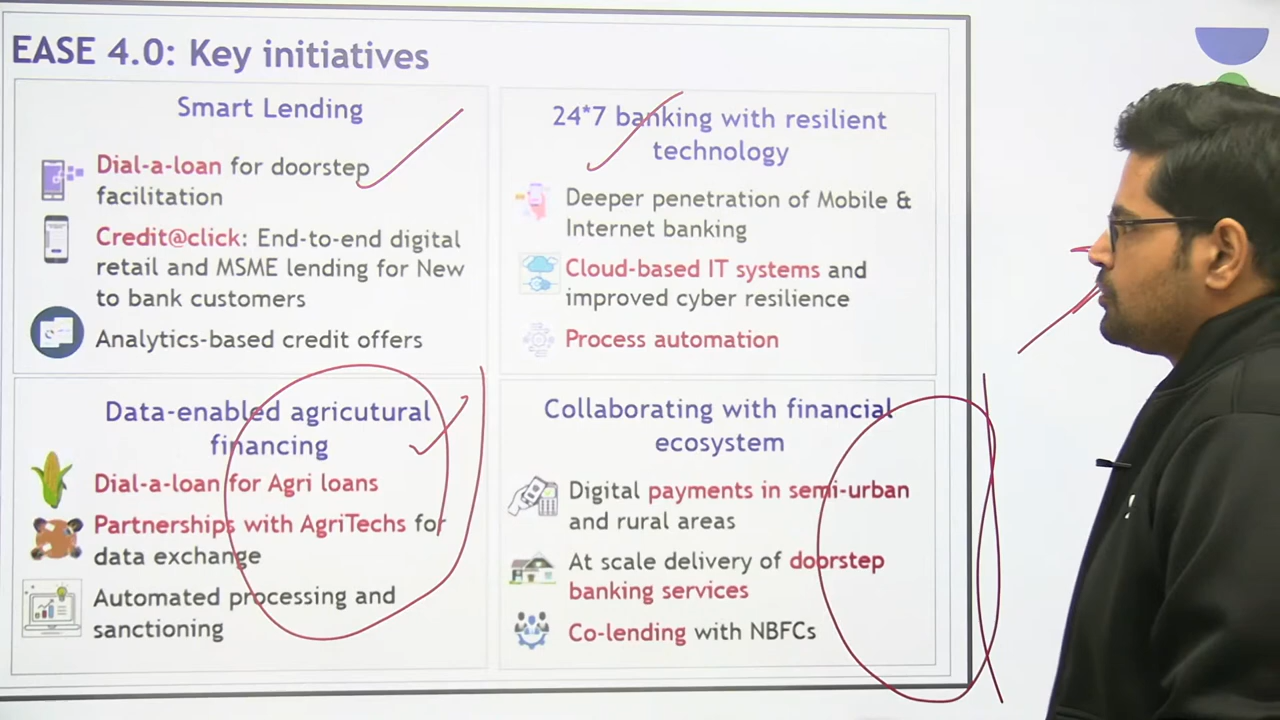 EASE 4.0: Key initiatives
Smart Lending
Dial-a-loan for doorstep
facilitation
Credit@click: End-to-end digital
retail and MSME lending for New
to bank customers
Analytics-based credit offers
24*7 banking with resilient
technology
Deeper penetration of Mobile &
Internet banking
Cloud-based IT systems and
improved cyber resilience
Process automation
Data-enabled agricutural
financing
Dial-a-loan for Agri loans
Partnerships with AgriTechs for
data exchange
Automated processing and
sanctioning
Collaborating with financial
ecosystem
Digital payments in semi-urban
and rural areas
At scale delivery of doorstep
banking services
Co-lending with NBFCs